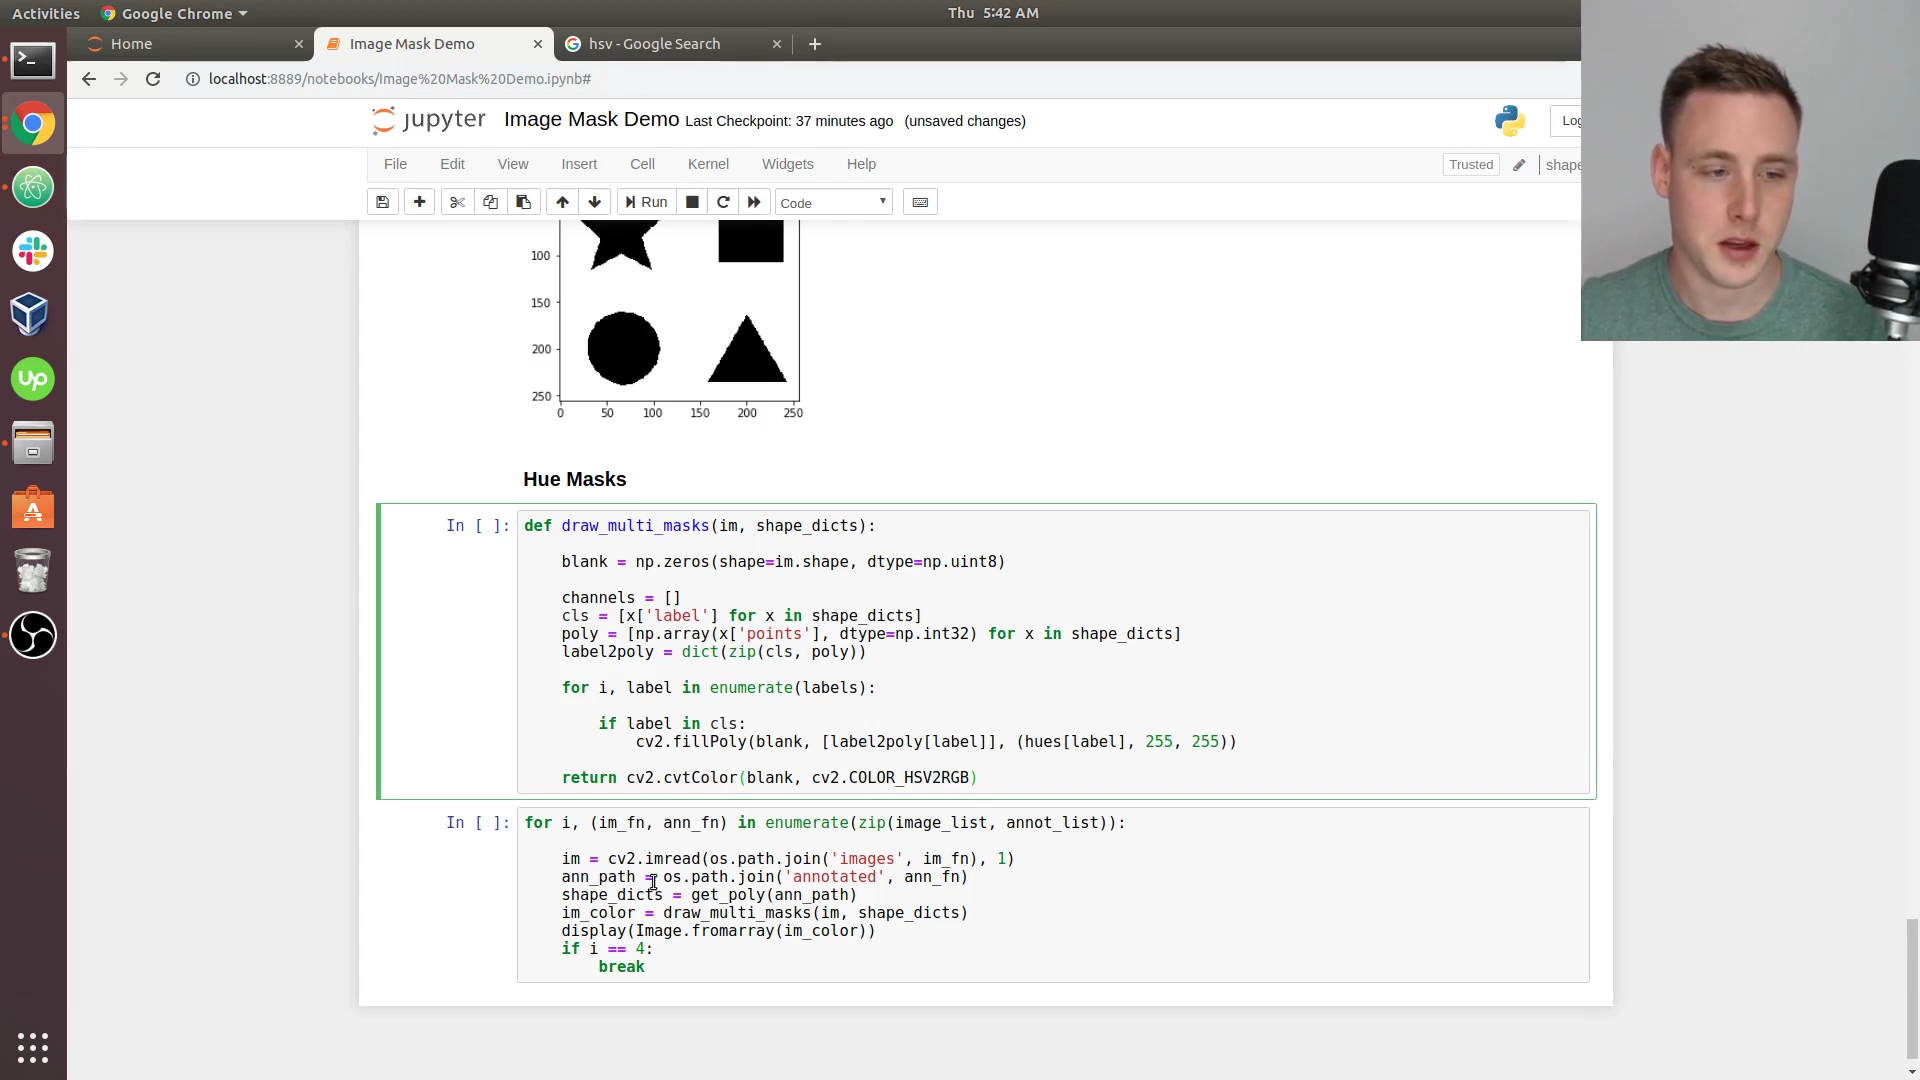 Activities
Google Chrome
Thu 5:42 AM
Home
Image Mask Demo
hsv - Google Search
localhost:8889/notebooks/Image%20Mask%20Demo.ipynb#
jupyter
Image Mask Demo Last Checkpoint: 37 minutes ago (unsaved changes)
Log
File Edit View Insert Cell Kernel Widgets Help
Trusted
shape
Run
Code
100
150
200
250
0 50 100 150 200 250
Hue Masks
In [ ]: def draw_multi_masks(im, shape_dicts):
blank = np.zeros(shape=im.shape, dtype=np.uint8)
channels = []
cls = [x['label'] for x in shape_dicts]
poly = [np.array(x['points'], dtype=np.int32) for x in shape_dicts]
label2poly = dict(zip(cls, poly))
for i, label in enumerate(labels):
if label in cls:
cv2.fillPoly(blank, [label2poly[label]], (hues[label], 255, 255))
return cv2.cvtColor(blank, cv2.COLOR_HSV2RGB)
In [ ]: for i, (im_fn, ann_fn) in enumerate(zip(image_list, annot_list)):
im = cv2.imread(os.path.join('images', im_fn), 1)
ann_path = os.path.join('annotated', ann_fn)
shape_dicts = get_poly(ann_path)
im_color = draw_multi_masks(im, shape_dicts)
display(Image.fromarray(im_color))
if i == 4:
break
up